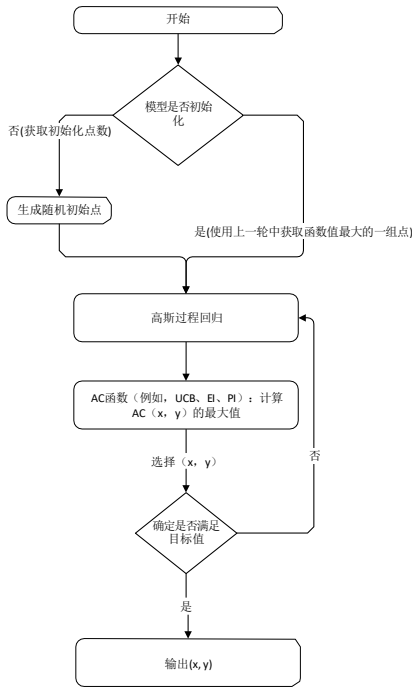 开始
模型是否初始
化
否(获取初始化点数)
生成随机初始点
是(使用上一轮中获取函数值最大的一组点)
高斯过程回归
AC函数（例如，UCB、EI、PI）：计算
AC（x，y）的最大值
选择（x，y）
否
确定是否满足
目标值
是
输出(x, y)